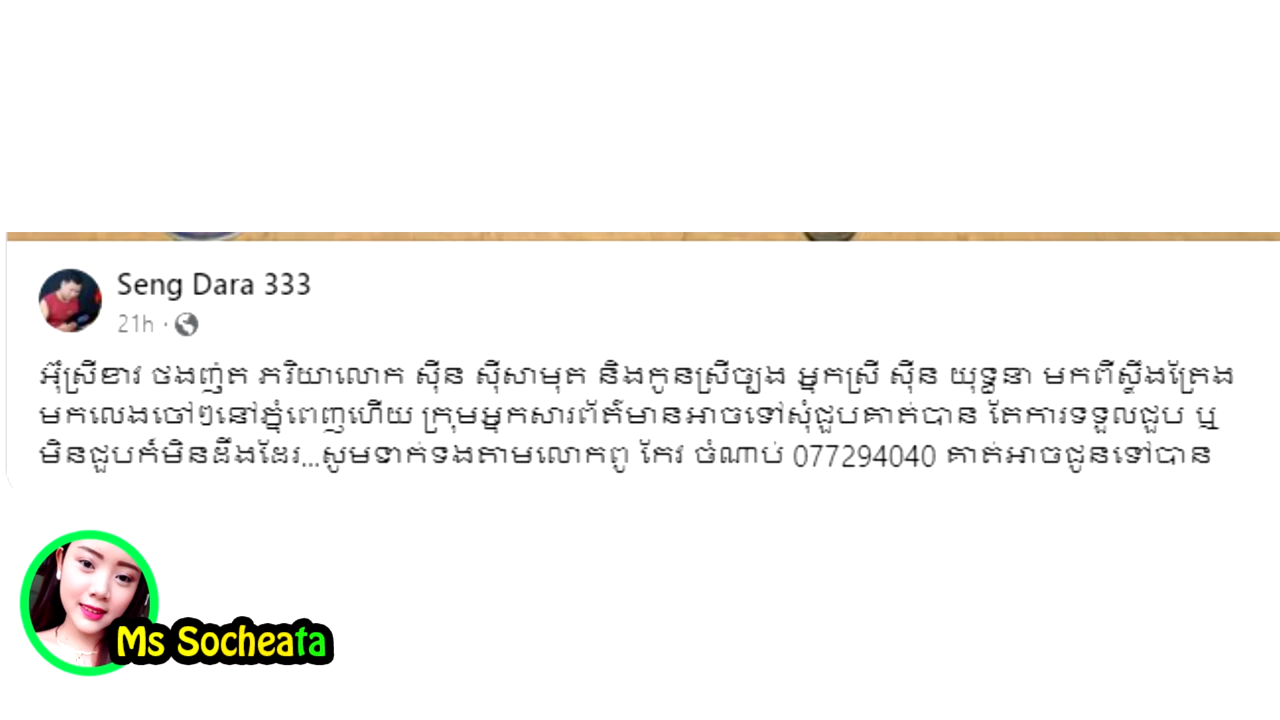 Seng Dara 333
21h ·
អ៊ុំស្រីខាវ ថងញ៉ត ភរិយាលោក ស៊ីន ស៊ីសាមុត និងកូនស្រីច្បង អ្នកស្រី ស៊ីន យុទ្ធនា មកពីស្ទឹងត្រែង
មកលេងចៅៗនៅភ្នំពេញហើយ ក្រុមអ្នកសារព័ត៍មានអាចទៅសុំជួបគាត់បាន តែការទទួលជួប ឬ
មិនជួបក៍មិនដឹងដែរ...សូមទាក់ទងតាមលោកពូ កែវ ចំណាប់ 077294040 គាត់អាចជូនទៅបាន
Ms Socheata